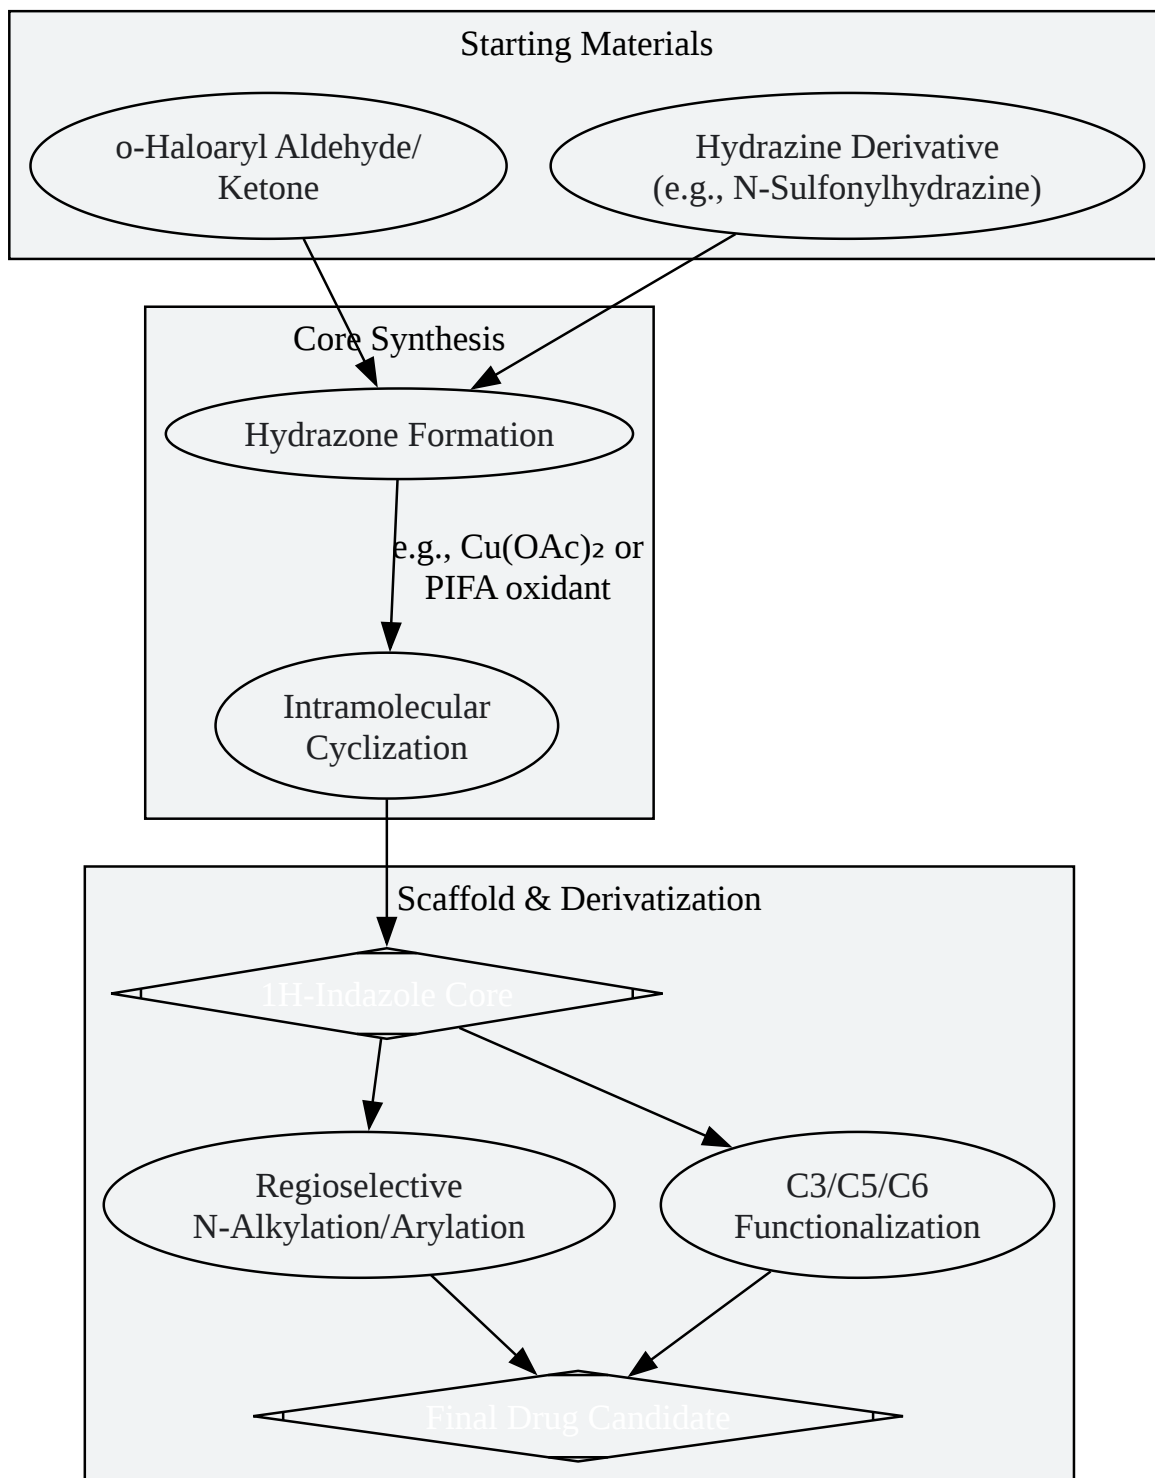 Starting Materials
o-Haloaryl Aldehyde/
Ketone
Hydrazine Derivative
(e.g., N-Sulfonylhydrazine)
Core Synthesis
Hydrazone Formation
e.g., Cu(OAc)₂ or
PIFA oxidant
Intramolecular
Cyclization
Scaffold & Derivatization
1H-Indazole Core
Regioselective
N-Alkylation/Arylation
C3/C5/C6
Functionalization
Final Drug Candidate